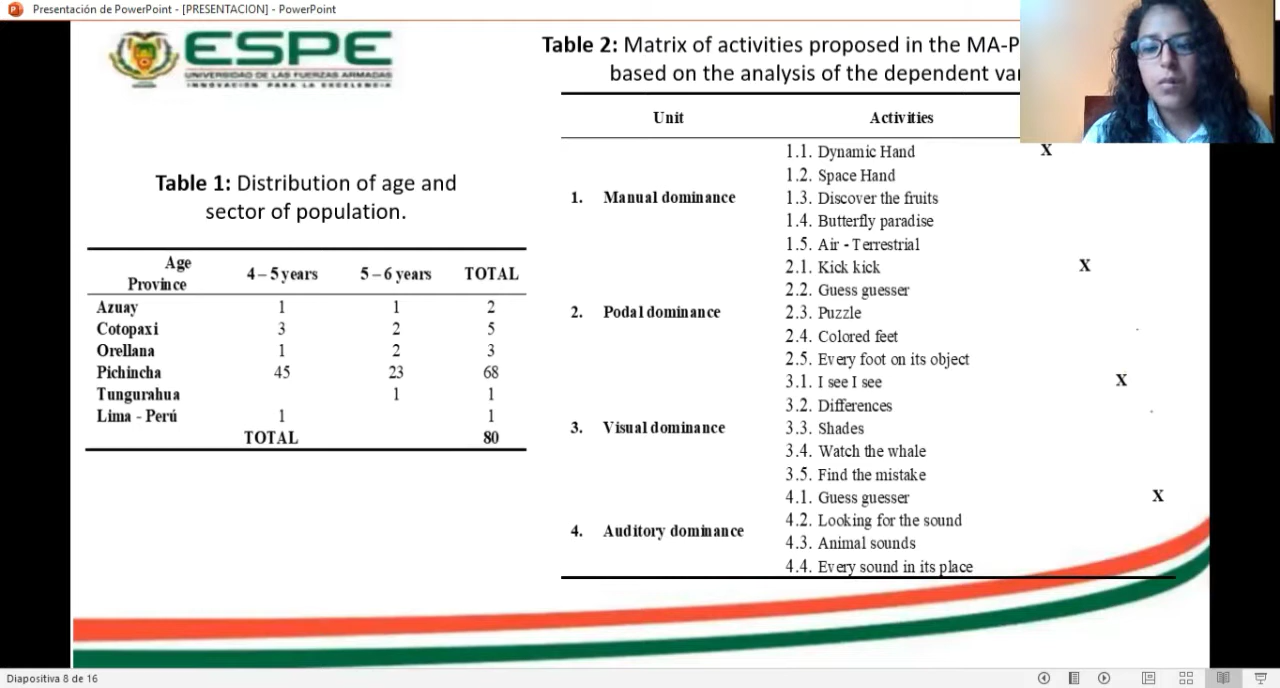 Presentación de PowerPoint - [PRESENTACION] - PowerPoint
ESPE
UNIVERSIDAD DE LAS FUERZAS ARMADAS
INNOVACIÓN PARA LA EXCELENCIA
Table 1: Distribution of age and
sector of population.
Age
Province 4 – 5 years 5 – 6 years TOTAL
Azuay 1 1 2
Cotopaxi 3 2 5
Orellana 1 2 3
Pichincha 45 23 68
Tungurahua 1 1
Lima - Perú 1 1
TOTAL 80
Table 2: Matrix of activities proposed in the MA-P
based on the analysis of the dependent var
Unit Activities
1.1. Dynamic Hand X
1.2. Space Hand
1. Manual dominance 1.3. Discover the fruits
1.4. Butterfly paradise
1.5. Air - Terrestrial
2.1. Kick kick X
2.2. Guess guesser
2. Podal dominance 2.3. Puzzle
2.4. Colored feet
2.5. Every foot on its object
3.1. I see I see X
3.2. Differences
3. Visual dominance 3.3. Shades
3.4. Watch the whale
3.5. Find the mistake
4.1. Guess guesser X
4.2. Looking for the sound
4. Auditory dominance 4.3. Animal sounds
4.4. Every sound in its place
Diapositiva 8 de 16